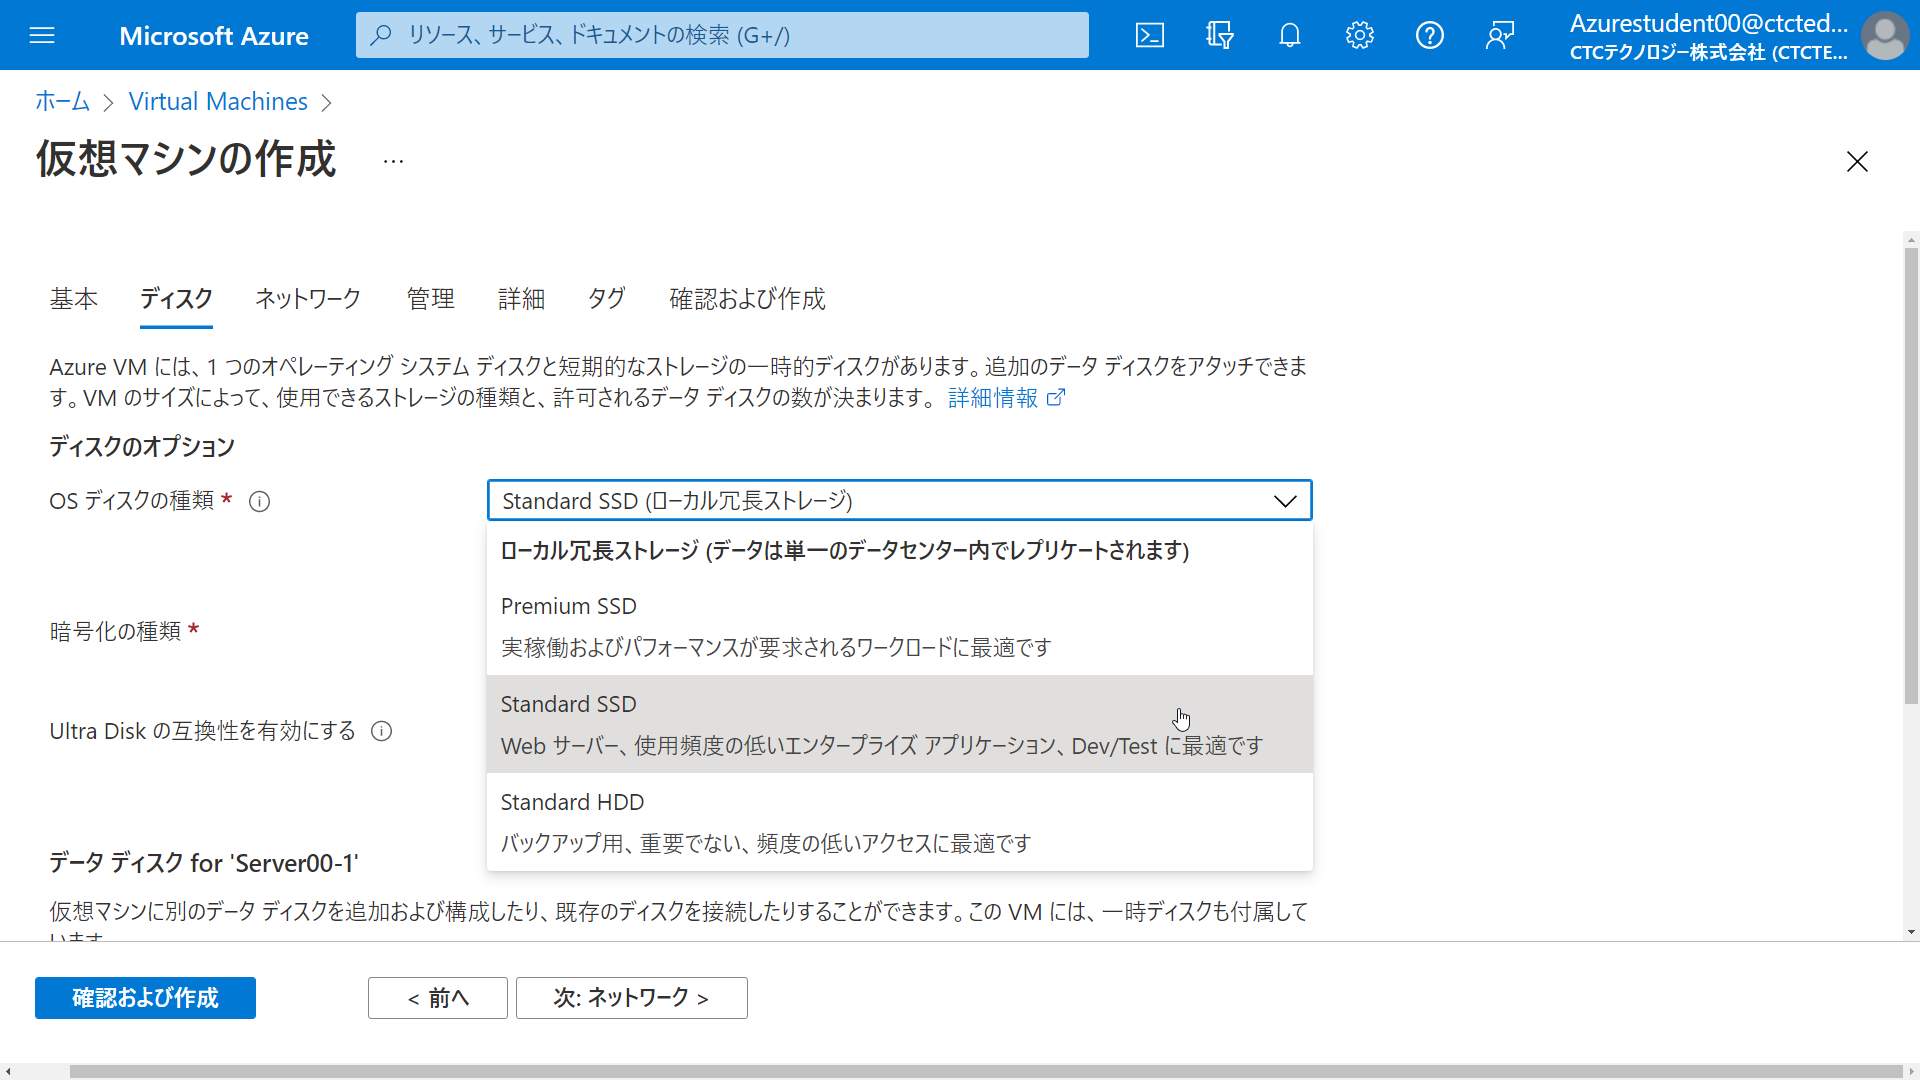 Microsoft Azure
リソース、サービス、ドキュメントの検索 (G+/)
Azurestudent00@ctcted...
CTCテクノロジー株式会社 (CTCTE...
ホーム > Virtual Machines >
仮想マシンの作成 ...
基本 ディスク ネットワーク 管理 詳細 タグ 確認および作成
Azure VM には、1 つのオペレーティング システム ディスクと短期的なストレージの一時的ディスクがあります。追加のデータ ディスクをアタッチできま
す。VM のサイズによって、使用できるストレージの種類と、許可されるデータ ディスクの数が決まります。 詳細情報
ディスクのオプション
OS ディスクの種類 *
Standard SSD (ローカル冗長ストレージ)
ローカル冗長ストレージ (データは単一のデータセンター内でレプリケートされます)
Premium SSD
実稼働およびパフォーマンスが要求されるワークロードに最適です
暗号化の種類 *
Standard SSD
Web サーバー、使用頻度の低いエンタープライズ アプリケーション、Dev/Test に最適です
Ultra Disk の互換性を有効にする
Standard HDD
バックアップ用、重要でない、頻度の低いアクセスに最適です
データ ディスク for 'Server00-1'
仮想マシンに別のデータ ディスクを追加および構成したり、既存のディスクを接続したりすることができます。この VM には、一時ディスクも付属して
います。
確認および作成
< 前へ
次: ネットワーク >